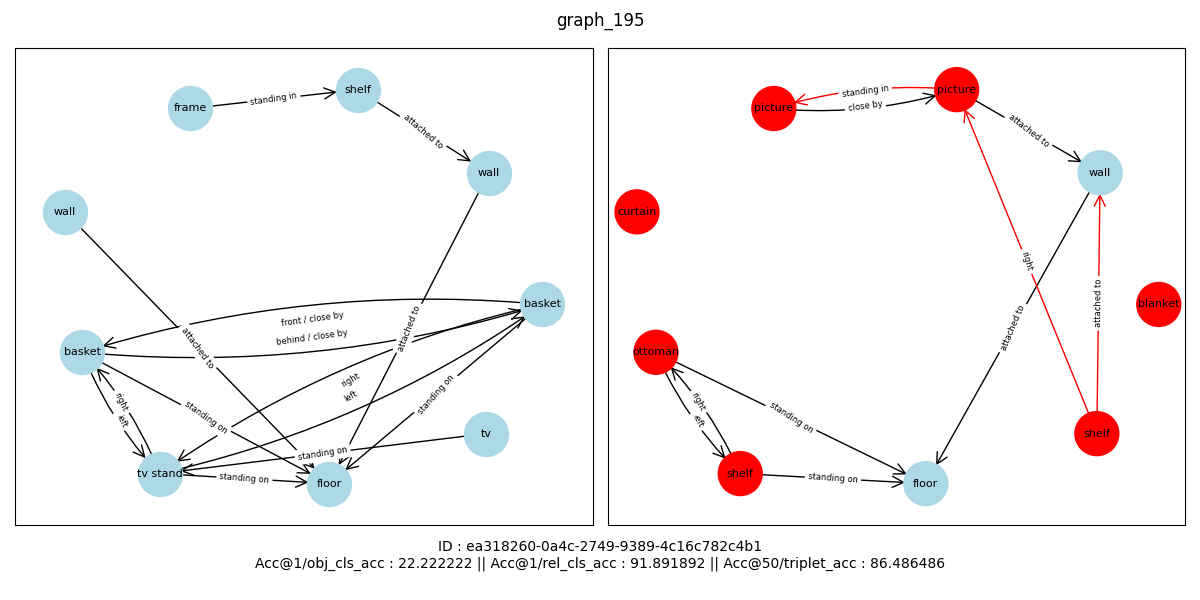 graph_195
frame
standing in
shelf
attached to
wall
wall
attached to
basket
front / close by
behind / close by
attached to
basket
right
left
right
left
standing on
standing on
tv
standing on
tv stand
standing on
floor
picture
standing in
close by
picture
attached to
wall
curtain
right
attached to
attached to
blanket
ottoman
right
left
standing on
shelf
shelf
standing on
floor
ID : ea318260-0a4c-2749-9389-4c16c782c4b1
Acc@1/obj_cls_acc : 22.222222 || Acc@1/rel_cls_acc : 91.891892 || Acc@50/triplet_acc : 86.486486